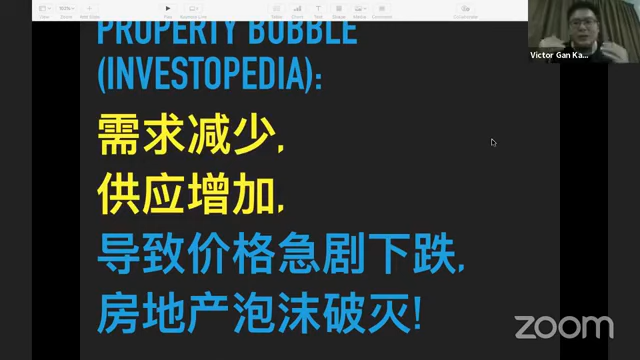 PROPERTY BUBBLE
(INVESTOPEDIA):
需求减少,
供应增加,
导致价格急剧下跌,
房地产泡沫破灭!
Victor Gan Ka...
zoom